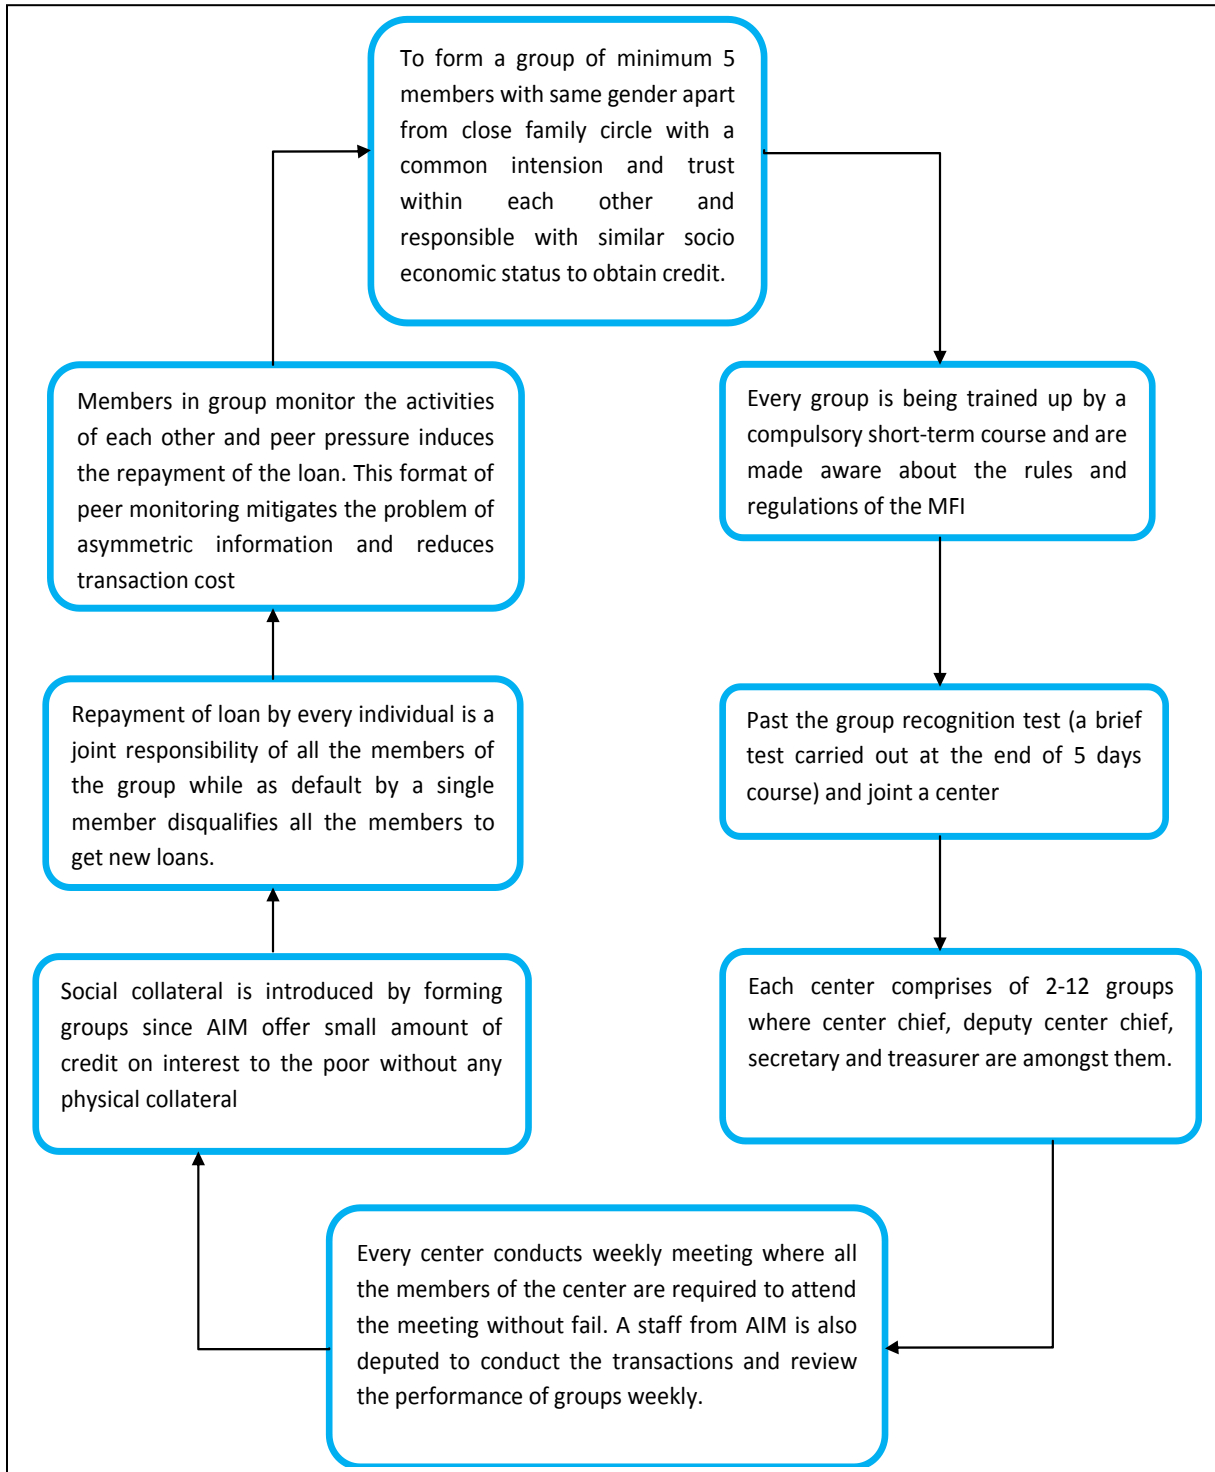 To form a group of minimum 5
members with same gender apart
from close family circle with a
common intension and trust
within each other and
responsible with similar socio
economic status to obtain credit.
Every group is being trained up by a
compulsory short-term course and are
made aware about the rules and
regulations of the MFI
Past the group recognition test (a brief
test carried out at the end of 5 days
course) and joint a center
Each center comprises of 2-12 groups
where center chief, deputy center chief,
secretary and treasurer are amongst them.
Every center conducts weekly meeting where all
the members of the center are required to attend
the meeting without fail. A staff from AIM is also
deputed to conduct the transactions and review
the performance of groups weekly.
Social collateral is introduced by forming
groups since AIM offer small amount of
credit on interest to the poor without any
physical collateral
Repayment of loan by every individual is a
joint responsibility of all the members of
the group while as default by a single
member disqualifies all the members to
get new loans.
Members in group monitor the activities
of each other and peer pressure induces
the repayment of the loan. This format of
peer monitoring mitigates the problem of
asymmetric information and reduces
transaction cost